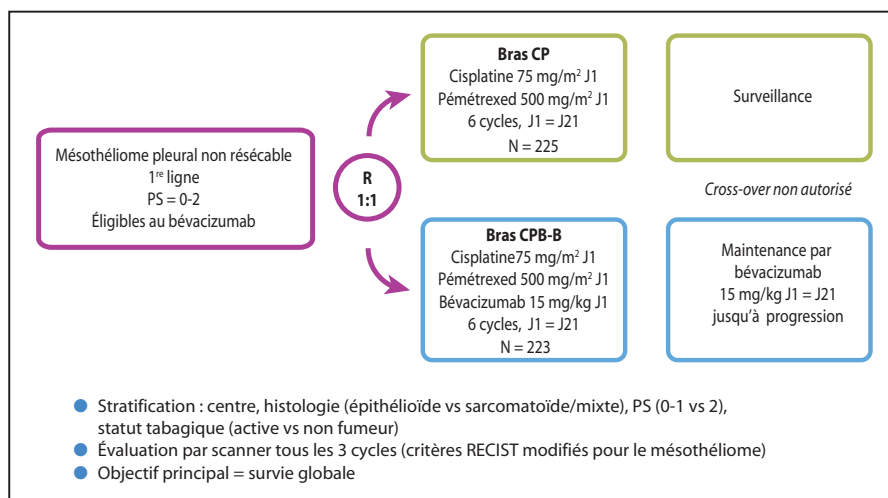 Mésothéliome pleural non résécable
1re ligne
PS = 0-2
Éligibles au bévacizumab
R
1:1
Bras CP
Cisplatine 75 mg/m2 J1
Pémétrexed 500 mg/m2 J1
6 cycles, J1 = J21
N = 225
Surveillance
Cross-over non autorisé
Bras CPB-B
Cisplatine75 mg/m2 J1
Pémétrexed 500 mg/m2 J1
Bévacizumab 15 mg/kg J1
6 cycles, J1 = J21
N = 223
Maintenance par
bévacizumab
15 mg/kg J1 = J21
jusqu'à progression
Stratification : centre, histologie (épithélioïde vs sarcomatoïde/mixte), PS (0-1 vs 2),
statut tabagique (active vs non fumeur)
Évaluation par scanner tous les 3 cycles (critères RECIST modifiés pour le mésothéliome)
Objectif principal = survie globale